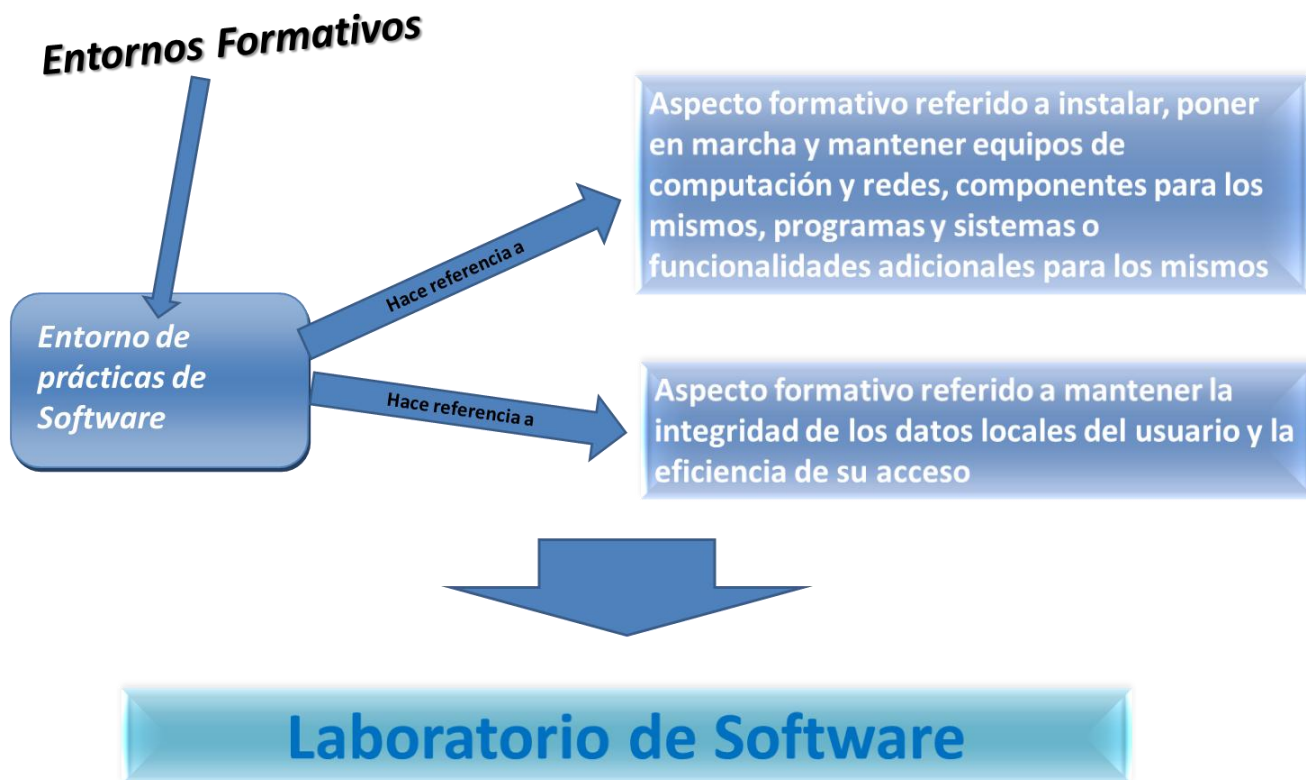 Entornos Formativos
Aspecto formativo referido a instalar, poner
en marcha y mantener equipos de
computación y redes, componentes para los
mismos, programas y sistemas o
funcionalidades adicionales para los mismos
Hace referencia a
Entorno de
prácticas de
Software
Hace referencia a
Aspecto formativo referido a mantener la
integridad de los datos locales del usuario y la
eficiencia de su acceso
Laboratorio de Software